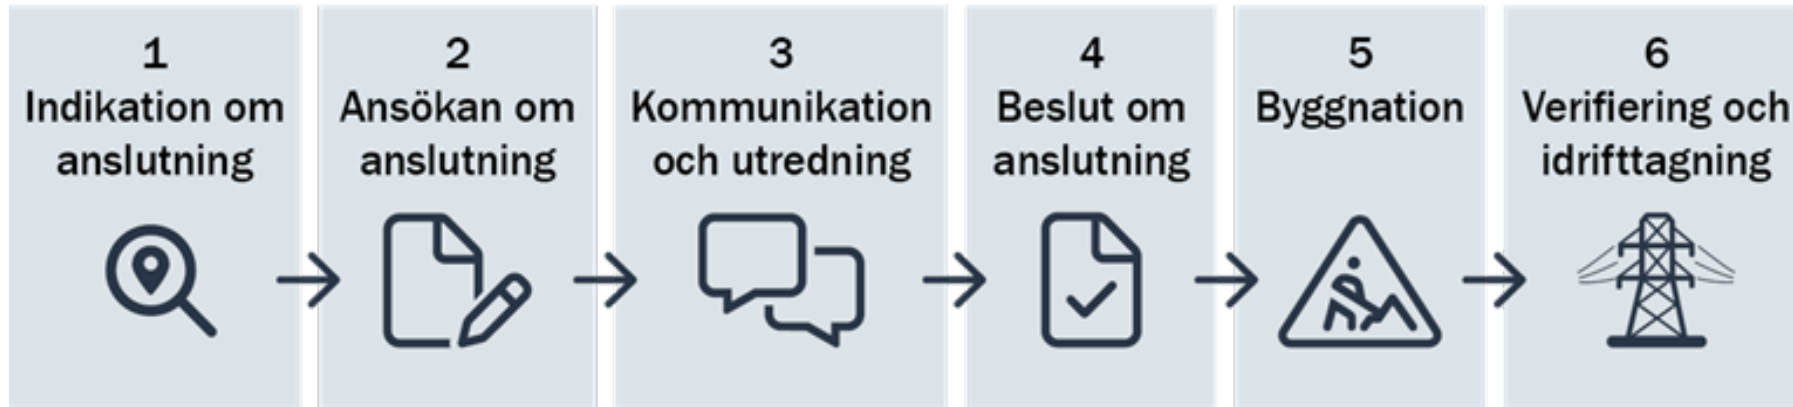 1
Indikation om
anslutning
2
Ansökan om
anslutning
3
Kommunikation
och utredning
4
Beslut om
anslutning
5
Byggnation
6
Verifiering och
idrifttagning